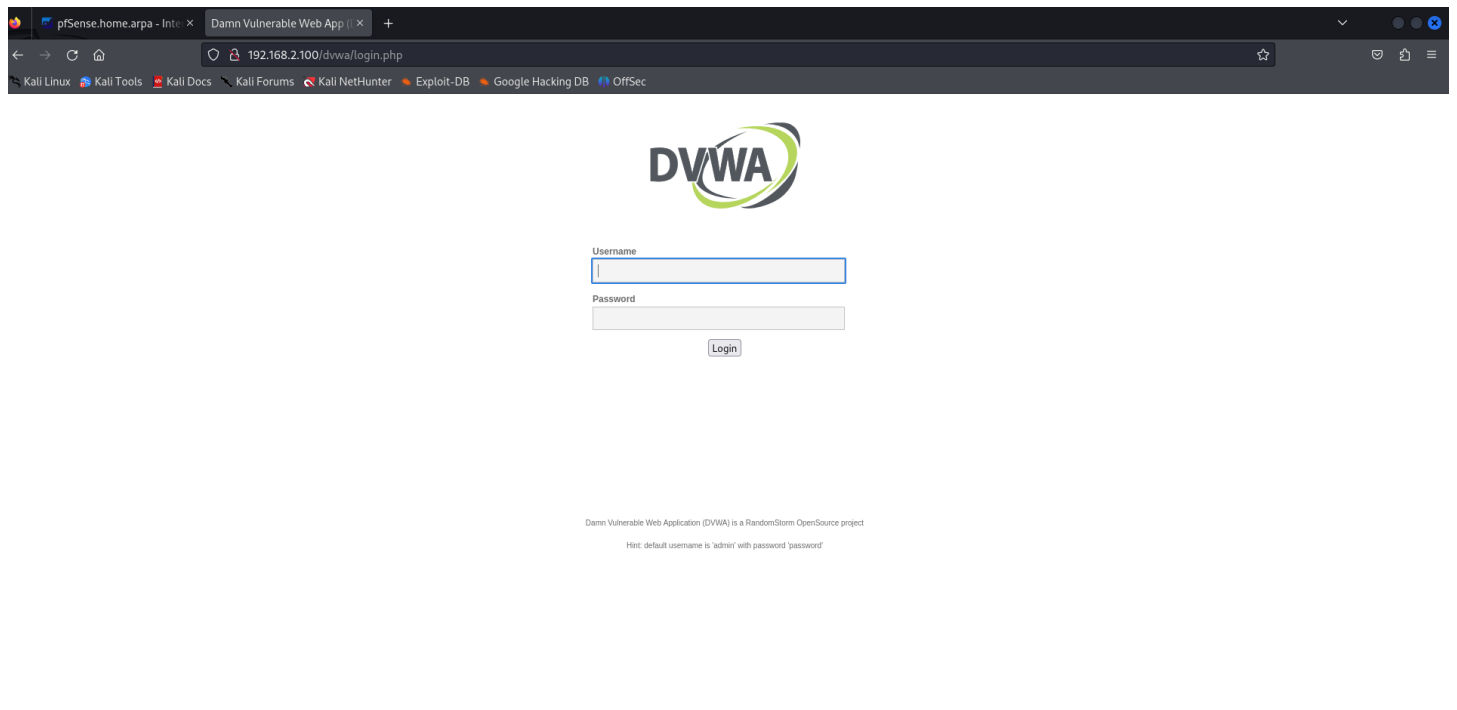 pfSense.home.arpa - Inte
Damn Vulnerable Web App (
192.168.2.100/dvwa/login.php
Kali Linux Kali Tools Kali Docs Kali Forums Kali NetHunter Exploit-DB Google Hacking DB OffSec
DVWA
Username
Password
Login
Damn Vulnerable Web Application (DVWA) is a RandomStorm OpenSource project
Hint: default username is 'admin' with password 'password'